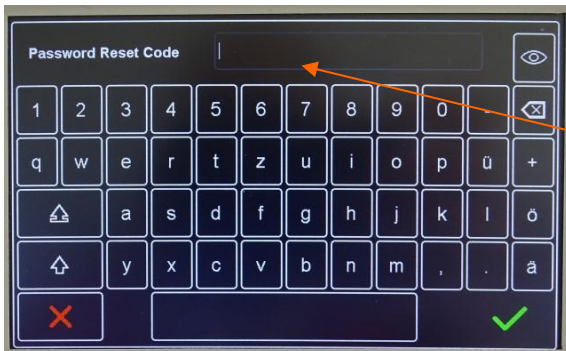 Password Reset Code
1 2 3 4 5 6 7 8 9 0 -
q w e r t z u i o p ü +
a s d f g h j k l ö
y x c v b n m , . ä